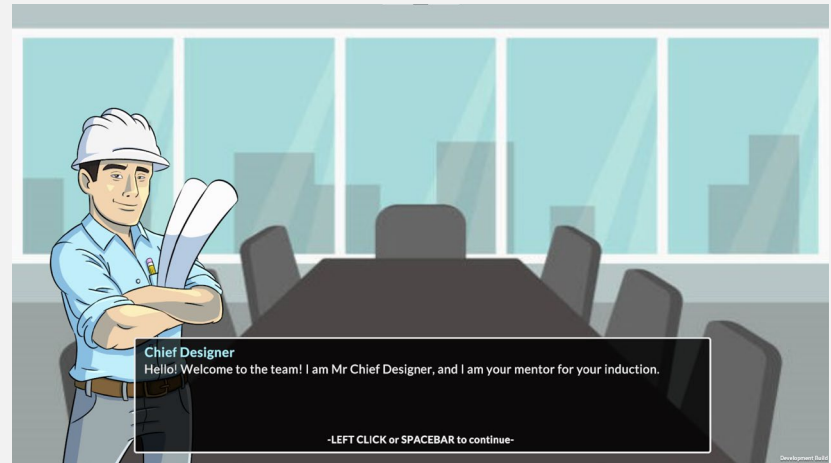 Chief Designer
Hello! Welcome to the team! I am Mr Chief Designer, and I am your mentor for your induction.
-LEFT CLICK or SPACEBAR to continue-
Development Build